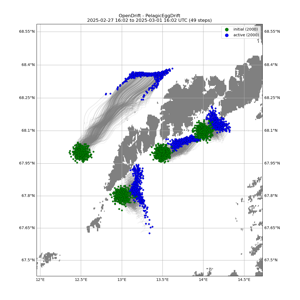 OpenDrift - PelagicEggDrift
2025-02-27 16:02 to 2025-03-01 16:02 UTC (49 steps)
initial (2000)
active (2000)
68.55°N
68.4°N
68.25°N
68.1°N
67.95°N
67.8°N
67.65°N
67.5°N
68.55°N
68.4°N
68.25°N
68.1°N
67.95°N
67.8°N
67.65°N
67.5°N
12°E
12.5°E
13°E
13.5°E
14°E
14.5°E